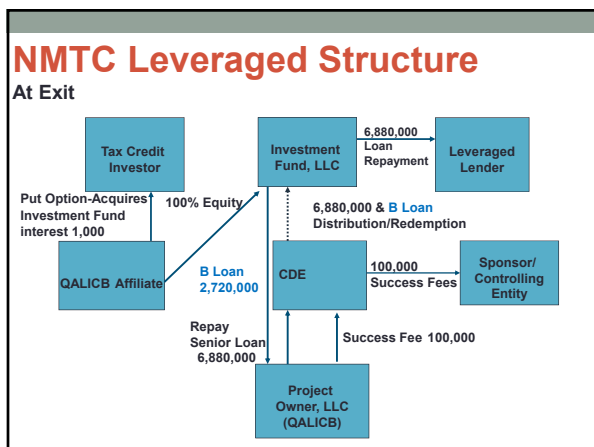 NMTC Leveraged Structure
At Exit
Tax Credit
Investor
Investment
Fund, LLC
6,880,000
Loan
Repayment
Leveraged
Lender
Put Option-Acquires
Investment Fund
interest 1,000
100% Equity
6,880,000 & B Loan
Distribution/Redemption
QALICB Affiliate
B Loan
2,720,000
CDE
100,000
Success Fees
Sponsor/
Controlling
Entity
Repay
Senior Loan
6,880,000
Success Fee 100,000
Project
Owner, LLC
(QALICB)